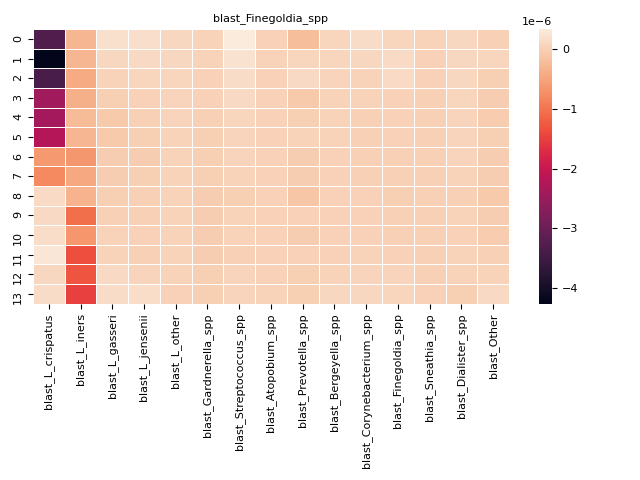 blast_Finegoldia_spp
1e−6
0
1
2
3
4
5
6
7
8
9
10
11
12
13
0
−1
−2
−3
−4
blast_L_crispatus
blast_L_iners
blast_L_gasseri
blast_L_jensenii
blast_L_other
blast_Gardnerella_spp
blast_Streptococcus_spp
blast_Atopobium_spp
blast_Prevotella_spp
blast_Bergeyella_spp
blast_Corynebacterium_spp
blast_Finegoldia_spp
blast_Sneathia_spp
blast_Dialister_spp
blast_Other